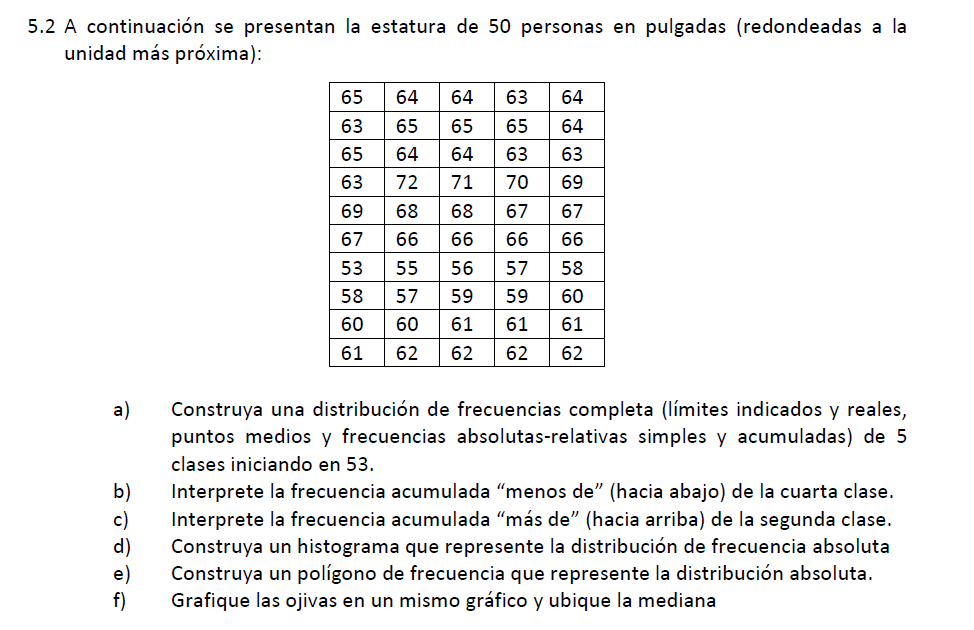 5.2 A continuación se presentan la estatura de 50 personas en pulgadas (redondeadas a la
unidad más próxima):
65 64 64 63 64
63 65 65 65 64
65 64 64 63 63
63 72 71 70 69
69 68 68 67 67
67 66 66 66 66
53 55 56 57 58
58 57 59 59 60
60 60 61 61 61
61 62 62 62 62
a) Construya una distribución de frecuencias completa (límites indicados y reales,
puntos medios y frecuencias absolutas-relativas simples y acumuladas) de 5
clases iniciando en 53.
b) Interprete la frecuencia acumulada “menos de” (hacia abajo) de la cuarta clase.
c) Interprete la frecuencia acumulada “más de” (hacia arriba) de la segunda clase.
d) Construya un histograma que represente la distribución de frecuencia absoluta
e) Construya un polígono de frecuencia que represente la distribución absoluta.
f) Grafique las ojivas en un mismo gráfico y ubique la mediana